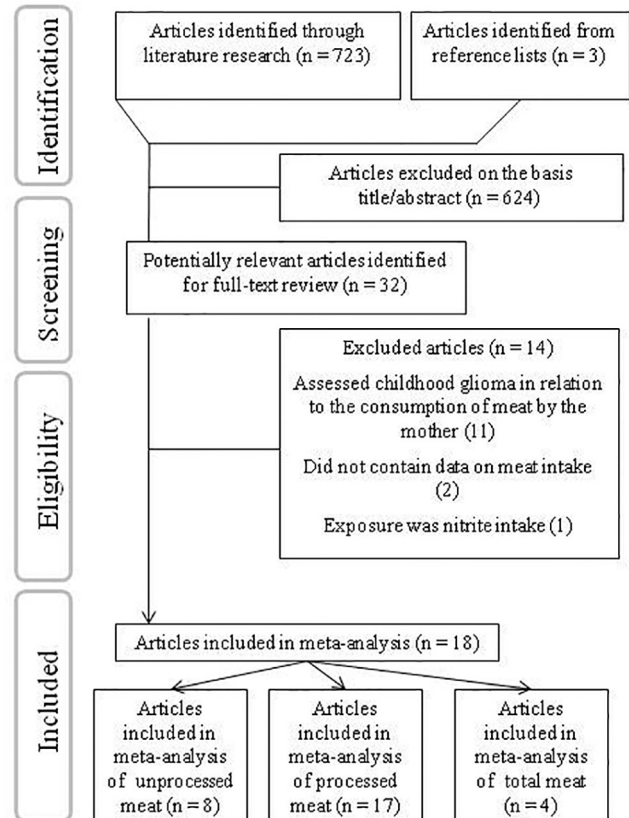 Identification
Articles identified through
literature research (n = 723)
Articles identified from
reference lists (n = 3)
Articles excluded on the basis
title/abstract (n = 624)
Screening
Potentially relevant articles identified
for full-text review (n = 32)
Eligibility
Excluded articles (n = 14)
Assessed childhood glioma in relation
to the consumption of meat by the
mother (11)
Did not contain data on meat intake
(2)
Exposure was nitrite intake (1)
Included
Articles included in meta-analysis (n = 18)
Articles
included in
meta-analysis
of unprocessed
meat (n = 8)
Articles
included in
meta-analysis
of processed
meat (n = 17)
Articles
included in
meta-analysis
of total meat
(n = 4)